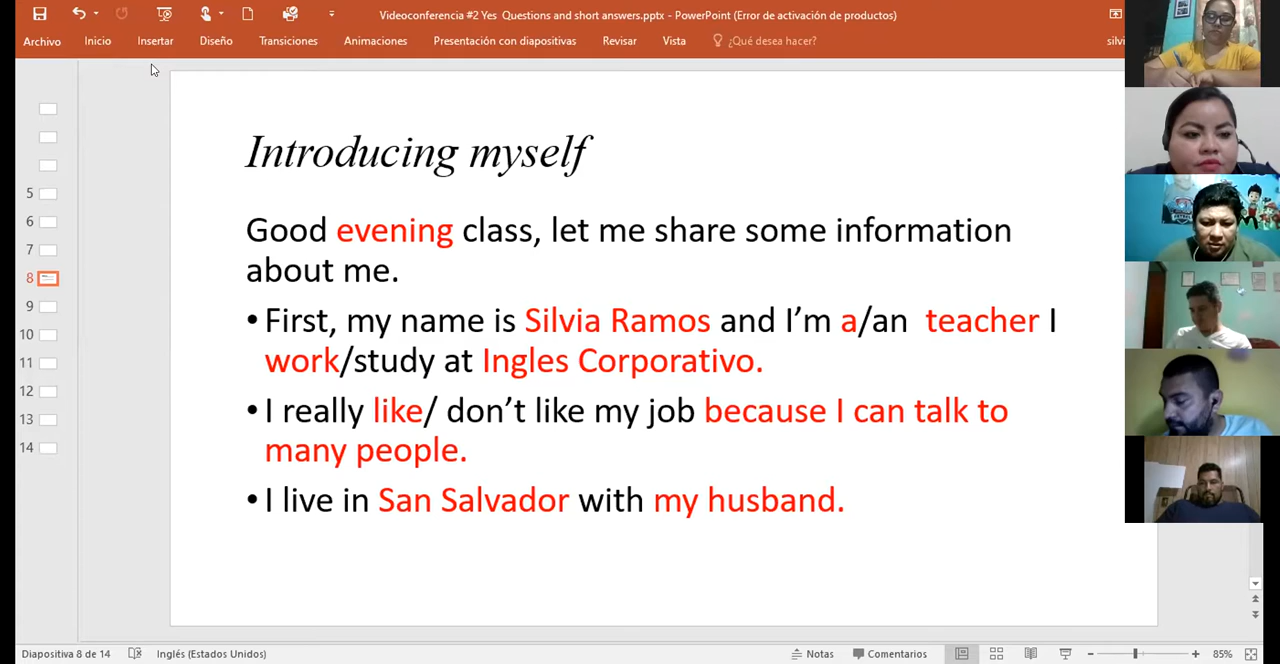 Videoconferencia #2 Yes Questions and short answers.pptx - PowerPoint (Error de activación de productos)
Archivo Inicio Insertar Diseño Transiciones Animaciones Presentación con diapositivas Revisar Vista ¿Qué desea hacer? silvi
Introducing myself
Good evening class, let me share some information
about me.
•First, my name is Silvia Ramos and I'm a/an teacher I
work/study at Ingles Corporativo.
•I really like/ don't like my job because I can talk to
many people.
•I live in San Salvador with my husband.
5
6
7
8
9
10
11
12
13
14
Diapositiva 8 de 14 Inglés (Estados Unidos) Notas Comentarios 85%